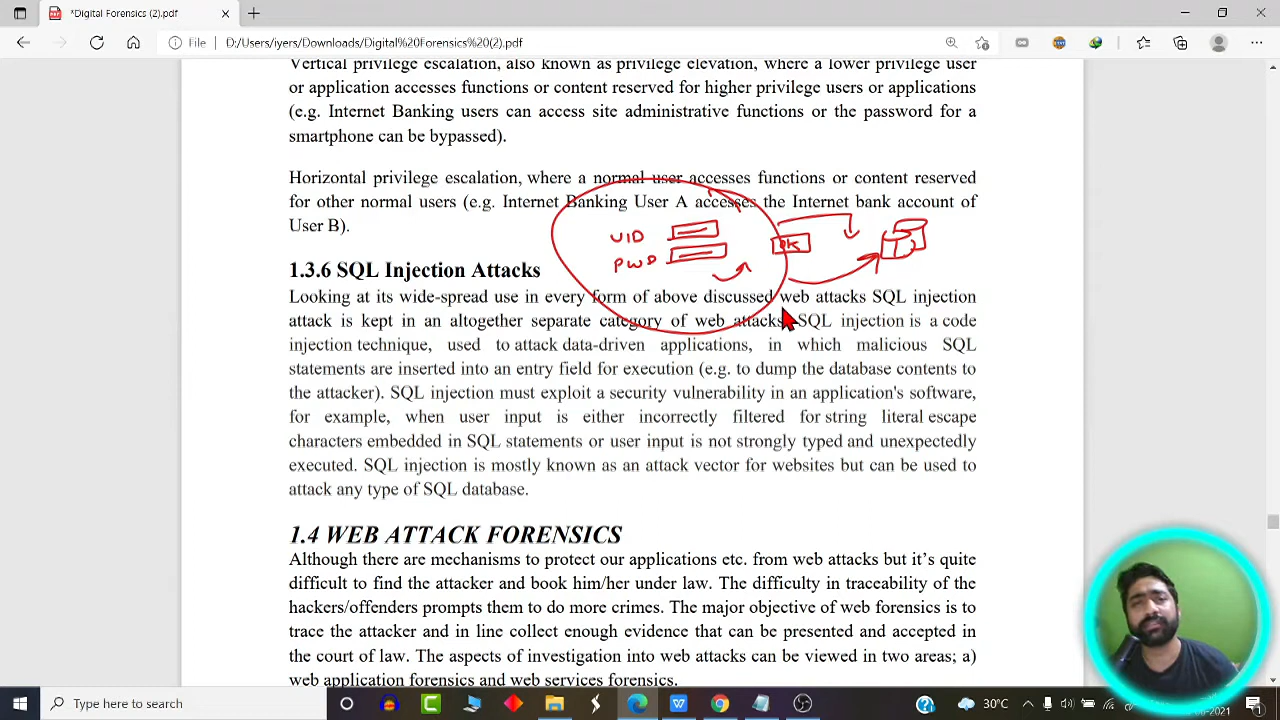 *Digital Forensics (2).pdf
File
D:/Users/iyers/Downloads/Digital%20Forensics%20(2).pdf
Vertical privilege escalation, also known as privilege elevation, where a lower privilege user
or application accesses functions or content reserved for higher privilege users or applications
(e.g. Internet Banking users can access site administrative functions or the password for a
smartphone can be bypassed).
Horizontal privilege escalation, where a normal user accesses functions or content reserved
for other normal users (e.g. Internet Banking User A accesses the Internet bank account of
User B).
UID
PWD
OK
1.3.6 SQL Injection Attacks
Looking at its wide-spread use in every form of above discussed web attacks SQL injection
attack is kept in an altogether separate category of web attacks. SQL injection is a code
injection technique, used to attack data-driven applications, in which malicious SQL
statements are inserted into an entry field for execution (e.g. to dump the database contents to
the attacker). SQL injection must exploit a security vulnerability in an application's software,
for example, when user input is either incorrectly filtered for string literal escape
characters embedded in SQL statements or user input is not strongly typed and unexpectedly
executed. SQL injection is mostly known as an attack vector for websites but can be used to
attack any type of SQL database.
1.4 WEB ATTACK FORENSICS
Although there are mechanisms to protect our applications etc. from web attacks but it's quite
difficult to find the attacker and book him/her under law. The difficulty in traceability of the
hackers/offenders prompts them to do more crimes. The major objective of web forensics is to
trace the attacker and in line collect enough evidence that can be presented and accepted in
the court of law. The aspects of investigation into web attacks can be viewed in two areas; a)
web application forensics and web services forensics.
Type here to search
30°C
ENG